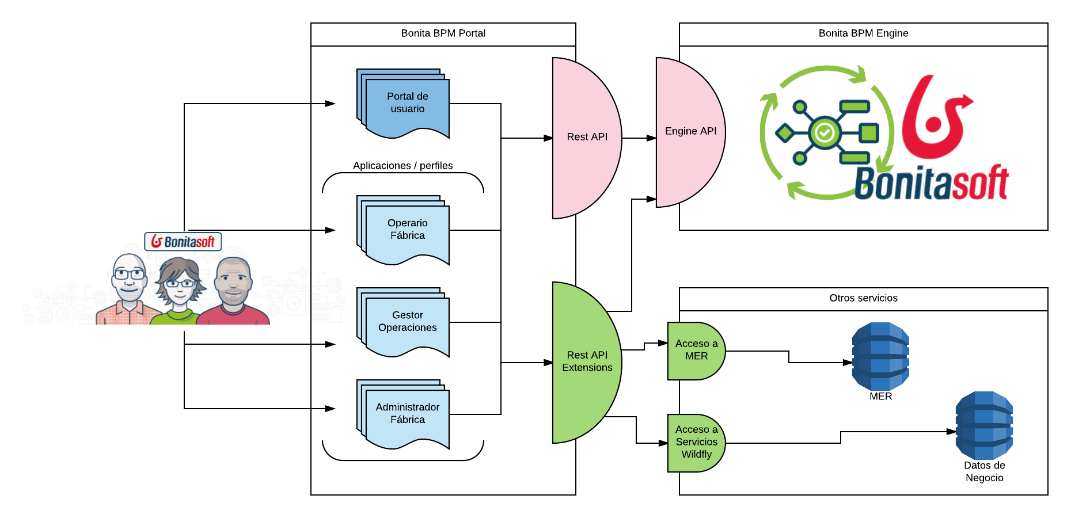 Bonita BPM Portal
Bonita BPM Engine
Portal de
usuario
Rest API
Engine API
Bonitasoft
Aplicaciones / perfiles
Operario
Fábrica
Bonitasoft
Gestor
Operaciones
Otros servicios
Rest API
Extensions
Acceso a
MER
MER
Administrador
Fábrica
Acceso a
Servicios
Wildfly
Datos de
Negocio